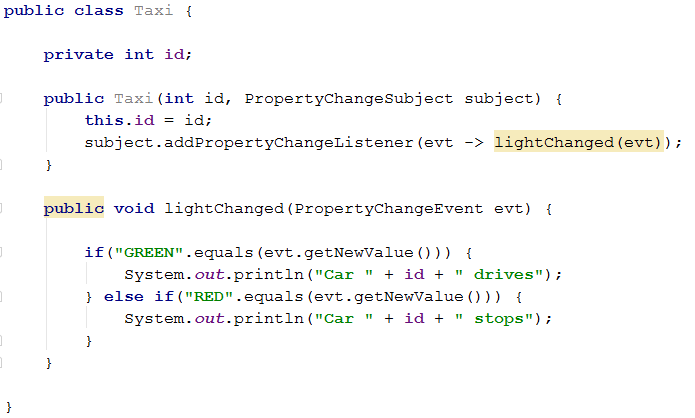 public class Taxi {
private int id;
public Taxi(int id, PropertyChangeSubject subject) {
this.id = id;
subject.addPropertyChangeListener(evt -> lightChanged(evt));
}
public void lightChanged(PropertyChangeEvent evt) {
if("GREEN".equals(evt.getNewValue())) {
System.out.println("Car " + id + " drives");
} else if("RED".equals(evt.getNewValue())) {
System.out.println("Car " + id + " stops");
}
}
}